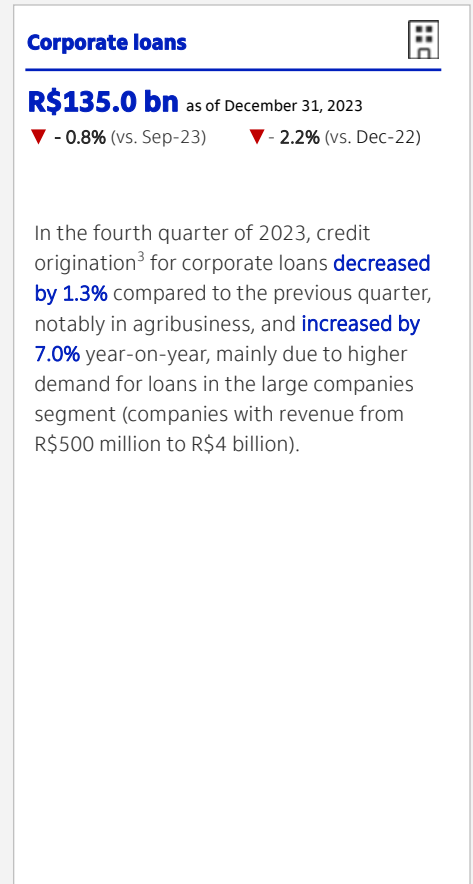 Corporate loans
R$135.0 bn as of December 31, 2023
▼ - 0.8% (vs. Sep-23) ▼ - 2.2% (vs. Dec-22)
In the fourth quarter of 2023, credit
origination³ for corporate loans decreased
by 1.3% compared to the previous quarter,
notably in agribusiness, and increased by
7.0% year-on-year, mainly due to higher
demand for loans in the large companies
segment (companies with revenue from
R$500 million to R$4 billion).